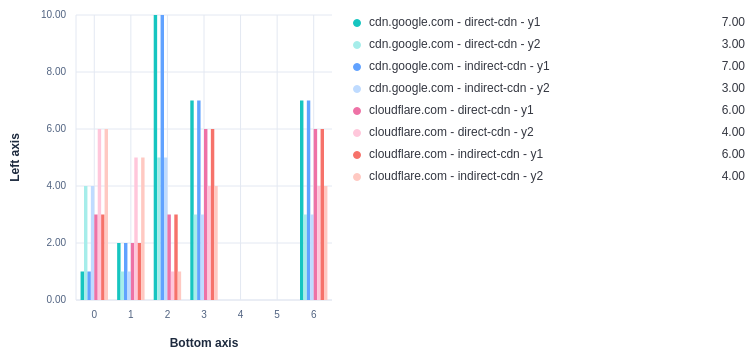 10.00
8.00
6.00
4.00
2.00
0.00
Left axis
0 1 2 3 4 5 6
Bottom axis
cdn.google.com - direct-cdn - y1 7.00
cdn.google.com - direct-cdn - y2 3.00
cdn.google.com - indirect-cdn - y1 7.00
cdn.google.com - indirect-cdn - y2 3.00
cloudflare.com - direct-cdn - y1 6.00
cloudflare.com - direct-cdn - y2 4.00
cloudflare.com - indirect-cdn - y1 6.00
cloudflare.com - indirect-cdn - y2 4.00